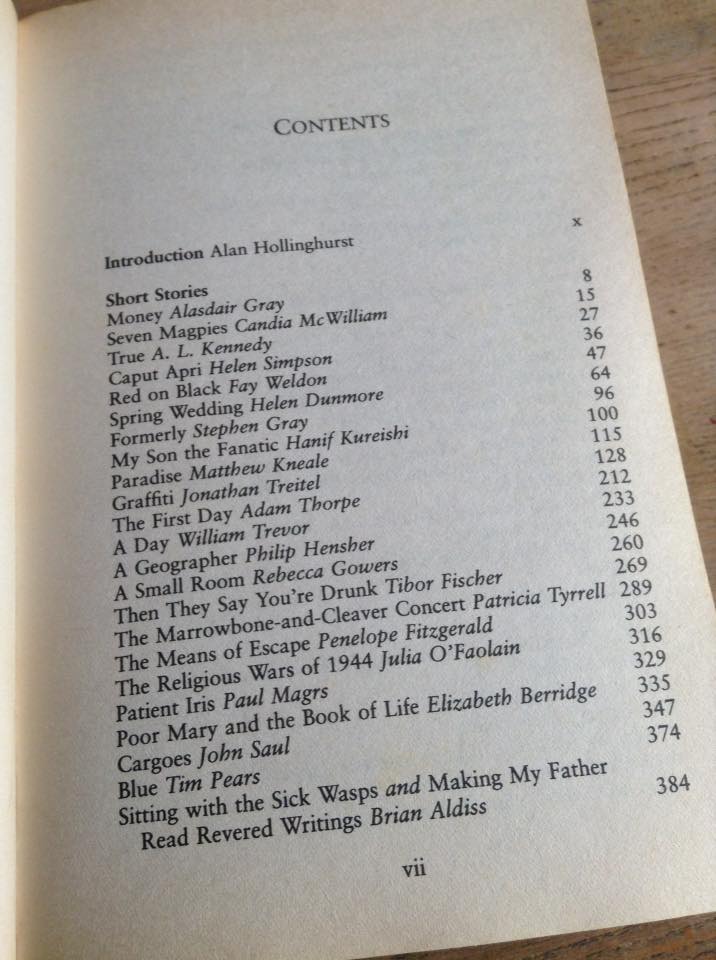 CONTENTS
Introduction Alan Hollinghurst x
Short Stories
Money Alasdair Gray 8
Seven Magpies Candia McWilliam 15
True A. L. Kennedy 27
Caput Apri Helen Simpson 36
Red on Black Fay Weldon 47
Spring Wedding Helen Dunmore 64
Formerly Stephen Gray 96
My Son the Fanatic Hanif Kureishi 100
Paradise Matthew Kneale 115
Graffiti Jonathan Treitel 128
The First Day Adam Thorpe 212
A Day William Trevor 233
A Geographer Philip Hensher 246
A Small Room Rebecca Gowers 260
Then They Say You're Drunk Tibor Fischer 269
The Marrowbone-and-Cleaver Concert Patricia Tyrrell 289
The Means of Escape Penelope Fitzgerald 303
The Religious Wars of 1944 Julia O'Faolain 316
Patient Iris Paul Magrs 329
Poor Mary and the Book of Life Elizabeth Berridge 335
Cargoes John Saul 347
Blue Tim Pears 374
Sitting with the Sick Wasps and Making My Father
Read Revered Writings Brian Aldiss 384
vii